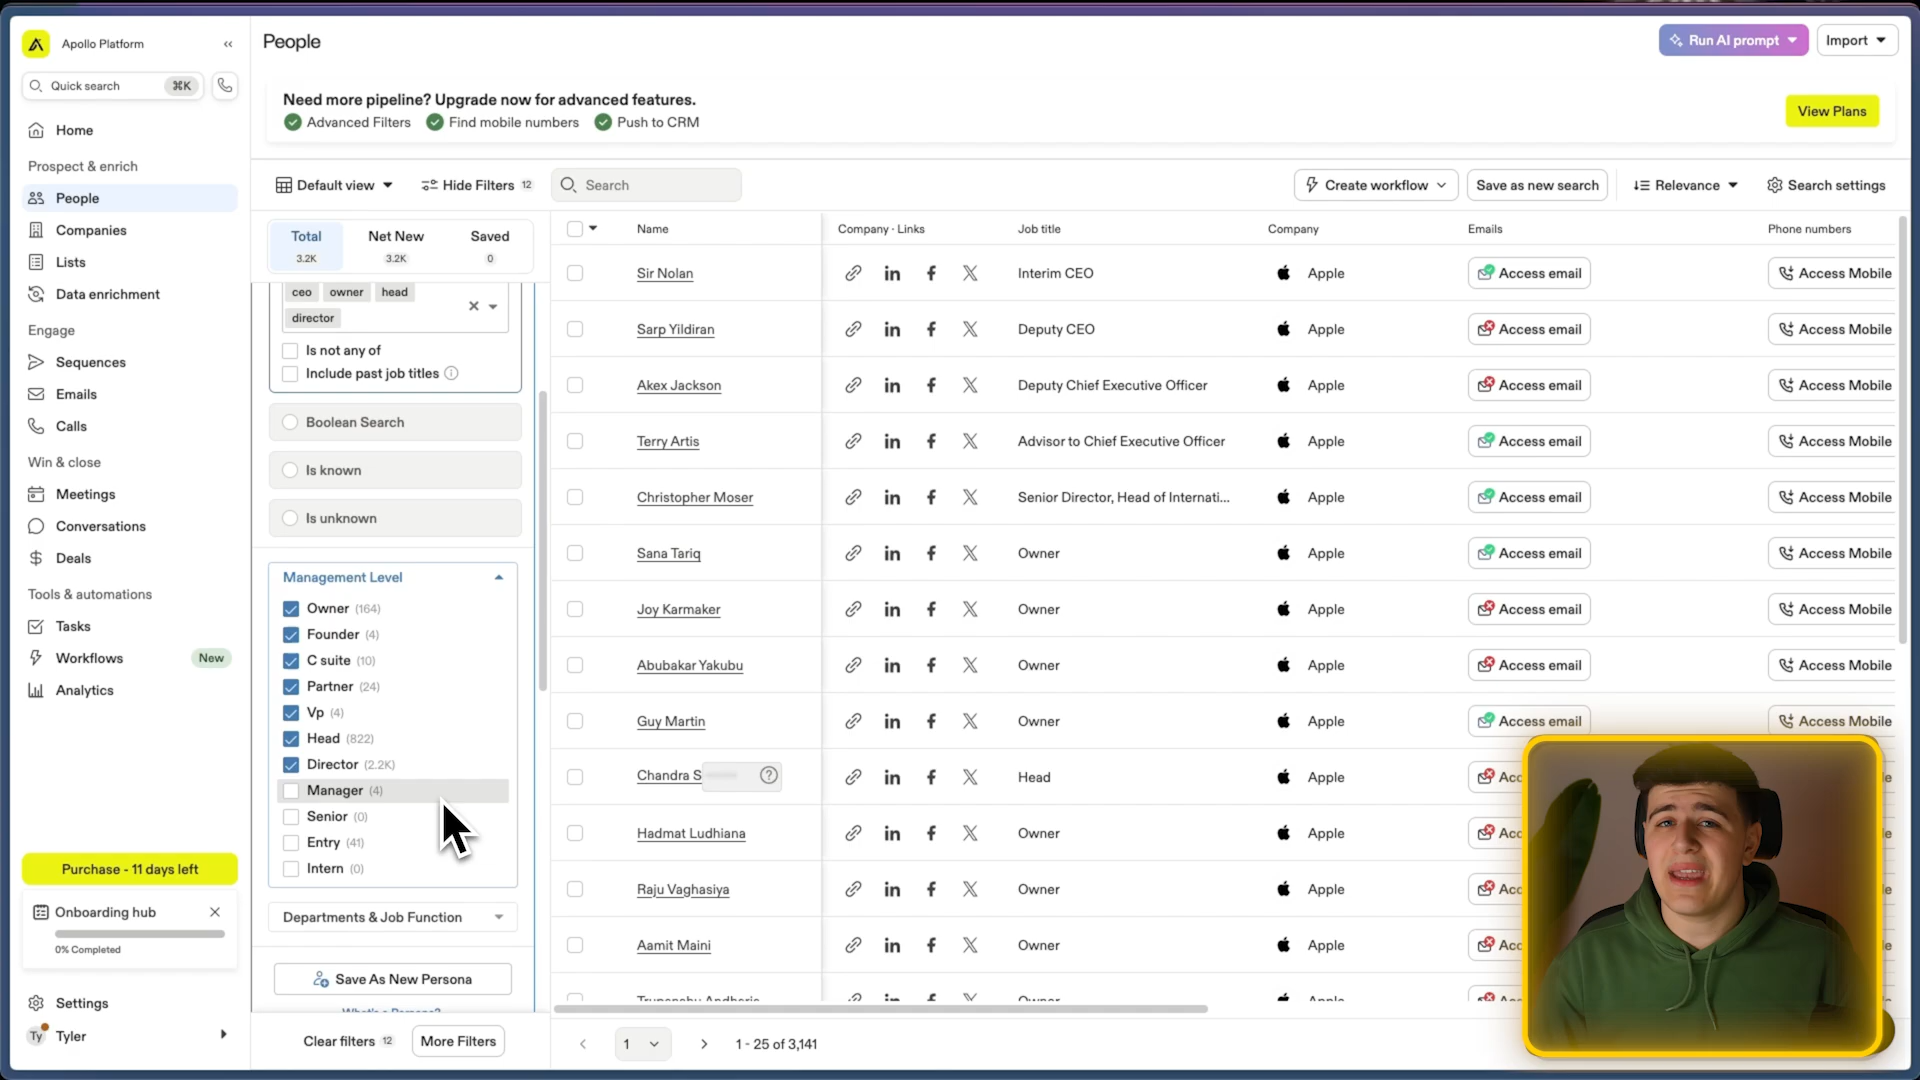 Apollo Platform
Quick search ⌘K
Home
Prospect & enrich
People
Companies
Lists
Data enrichment
Engage
Sequences
Emails
Calls
Win & close
Meetings
Conversations
Deals
Tools & automations
Tasks
Workflows New
Analytics
Purchase - 11 days left
Onboarding hub
0% Completed
Settings
Ty Tyler
People
Run AI prompt
Import
Need more pipeline? Upgrade now for advanced features.
Advanced Filters Find mobile numbers Push to CRM
View Plans
Default view Hide Filters 12 Search
Create workflow Save as new search Relevance Search settings
Total Net New Saved
3.2K 3.2K 0
ceo owner head
director
Is not any of
Include past job titles
Boolean Search
Is known
Is unknown
Management Level
Owner (164)
Founder (4)
C suite (10)
Partner (24)
Vp (4)
Head (822)
Director (2.2K)
Manager (4)
Senior (0)
Entry (41)
Intern (0)
Departments & Job Function
Save As New Persona
What's a Persona?
Clear filters 12 More Filters
Name Company · Links Job title Company Emails Phone numbers
Sir Nolan Interim CEO Apple Access email Access Mobile
Sarp Yildiran Deputy CEO Apple Access email Access Mobile
Akex Jackson Deputy Chief Executive Officer Apple Access email Access Mobile
Terry Artis Advisor to Chief Executive Officer Apple Access email Access Mobile
Christopher Moser Senior Director, Head of Internati... Apple Access email Access Mobile
Sana Tariq Owner Apple Access email Access Mobile
Joy Karmaker Owner Apple Access email Access Mobile
Abubakar Yakubu Owner Apple Access email Access Mobile
Guy Martin Owner Apple Access email Access Mobile
Chandra S Head Apple Acc
Hadmat Ludhiana Owner Apple Acc
Raju Vaghasiya Owner Apple Acc
Aamit Maini Owner Apple Acc
Owner Apple
1 1 - 25 of 3,141